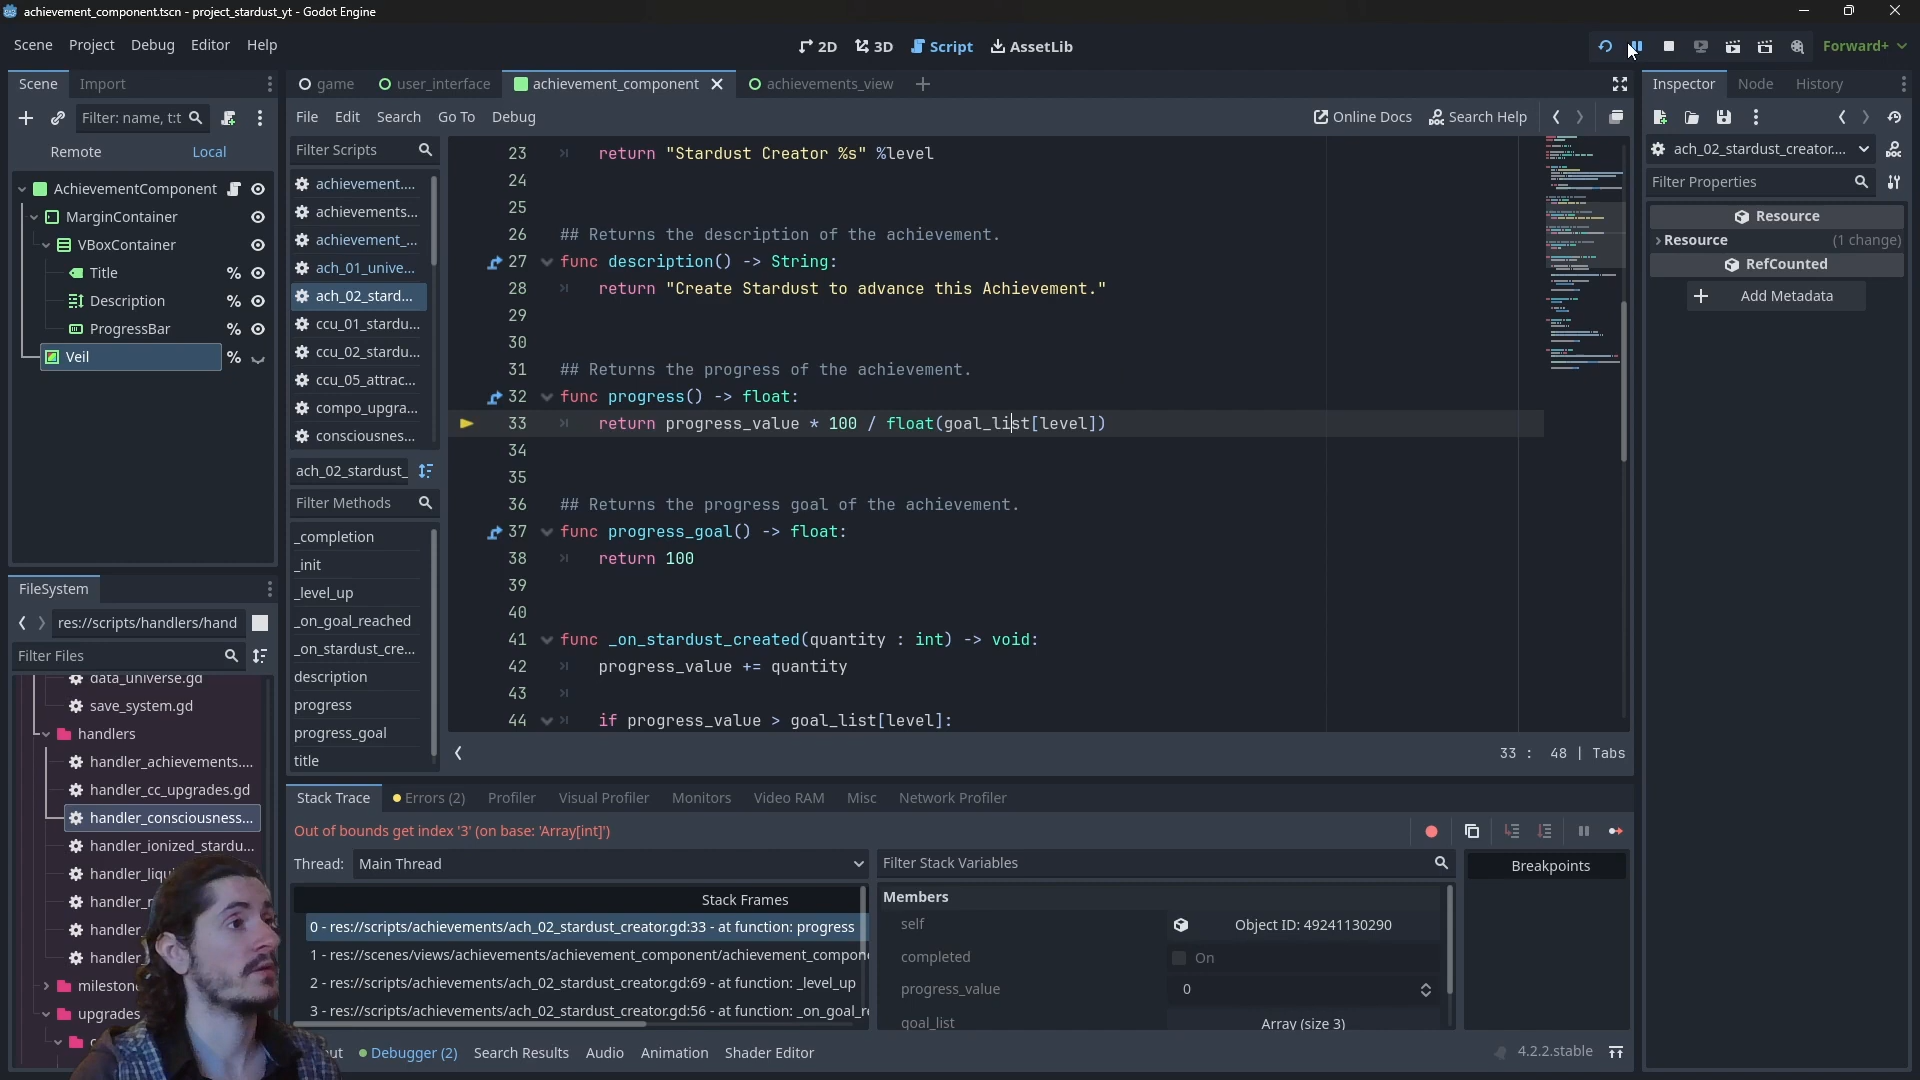 achievement_component.tscn - project_stardust_yt - Godot Engine
Scene Project Debug Editor Help
2D 3D Script AssetLib
Forward+
Scene Import
game user_interface achievement_component achievements_view
Inspector Node History
Filter: name, t:t
File Edit Search Go To Debug
Online Docs Search Help
Remote Local
Filter Scripts
ach_02_stardust_creator....
Filter Properties
Resource
Resource (1 change)
RefCounted
Add Metadata
AchievementComponent
MarginContainer
VBoxContainer
Title %
Description %
ProgressBar %
Veil %
achievement....
achievements...
achievement_...
ach_01_unive...
ach_02_stard...
ccu_01_stardu...
ccu_02_stardu...
ccu_05_attrac...
compo_upgra...
consciousnes...
ach_02_stardust_
Filter Methods
_completion
_init
_level_up
_on_goal_reached
_on_stardust_cre...
description
progress
progress_goal
title
23 return "Stardust Creator %s" %level
24
25
26 ## Returns the description of the achievement.
27 func description() -> String:
28 return "Create Stardust to advance this Achievement."
29
30
31 ## Returns the progress of the achievement.
32 func progress() -> float:
33 return progress_value * 100 / float(goal_list[level])
34
35
36 ## Returns the progress goal of the achievement.
37 func progress_goal() -> float:
38 return 100
39
40
41 func _on_stardust_created(quantity : int) -> void:
42 progress_value += quantity
43
44 if progress_value > goal_list[level]:
33 : 48 | Tabs
FileSystem
res://scripts/handlers/hand
Filter Files
data_universe.gd
save_system.gd
handlers
handler_achievements....
handler_cc_upgrades.gd
handler_consciousness...
handler_ionized_stardu...
handler_liqu
handler_r
handler
handler_
milestone
upgrades
Stack Trace Errors (2) Profiler Visual Profiler Monitors Video RAM Misc Network Profiler
Out of bounds get index '3' (on base: 'Array[int]')
Thread: Main Thread
Filter Stack Variables
Breakpoints
Stack Frames
0 - res://scripts/achievements/ach_02_stardust_creator.gd:33 - at function: progress
1 - res://scenes/views/achievements/achievement_component/achievement_compon
2 - res://scripts/achievements/ach_02_stardust_creator.gd:69 - at function: _level_up
3 - res://scripts/achievements/ach_02_stardust_creator.gd:56 - at function: _on_goal_r
Members
self Object ID: 49241130290
completed On
progress_value 0
goal_list Array (size 3)
ut Debugger (2) Search Results Audio Animation Shader Editor
4.2.2.stable